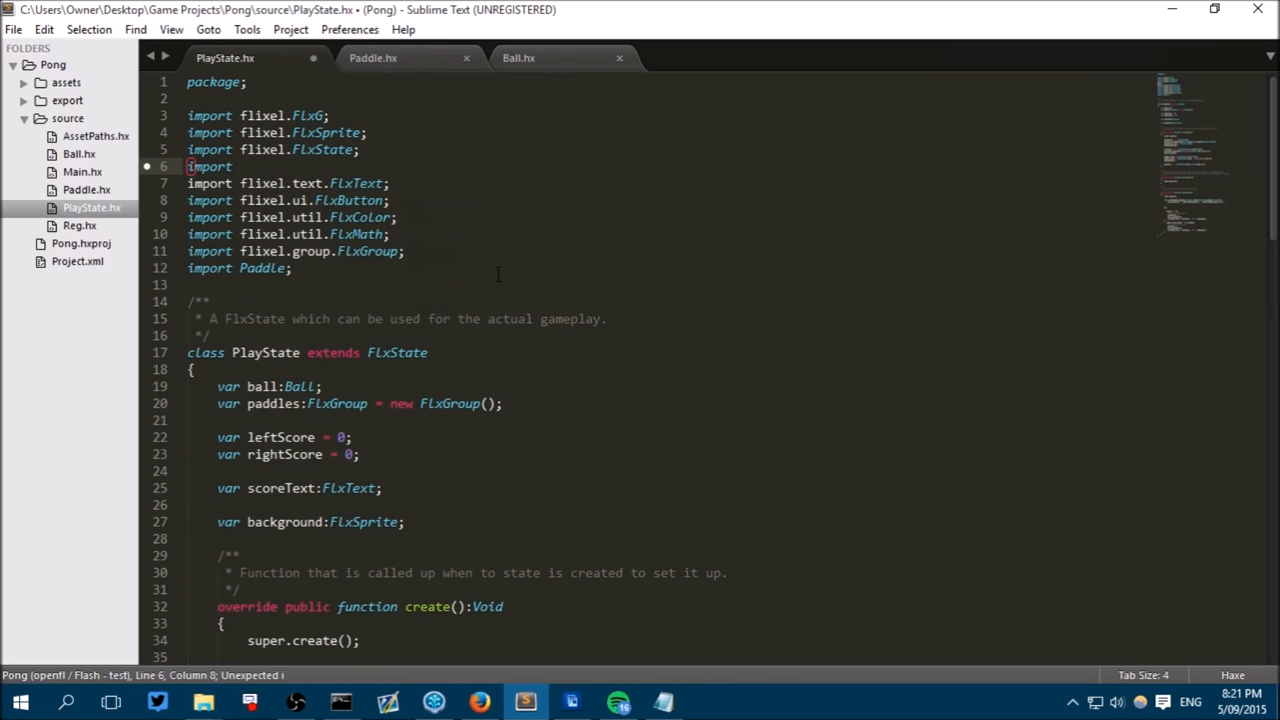 C:\Users\Owner\Desktop\Game Projects\Pong\source\PlayState.hx • (Pong) - Sublime Text (UNREGISTERED)
File Edit Selection Find View Goto Tools Project Preferences Help
FOLDERS
Pong
assets
export
source
AssetPaths.hx
Ball.hx
Main.hx
Paddle.hx
PlayState.hx
Reg.hx
Pong.hxproj
Project.xml
PlayState.hx Paddle.hx Ball.hx
1 package;
2
3 import flixel.FlxG;
4 import flixel.FlxSprite;
5 import flixel.FlxState;
6 import
7 import flixel.text.FlxText;
8 import flixel.ui.FlxButton;
9 import flixel.util.FlxColor;
10 import flixel.util.FlxMath;
11 import flixel.group.FlxGroup;
12 import Paddle;
13
14 /**
15 * A FlxState which can be used for the actual gameplay.
16 */
17 class PlayState extends FlxState
18 {
19 var ball:Ball;
20 var paddles:FlxGroup = new FlxGroup();
21
22 var leftScore = 0;
23 var rightScore = 0;
24
25 var scoreText:FlxText;
26
27 var background:FlxSprite;
28
29 /**
30 * Function that is called up when to state is created to set it up.
31 */
32 override public function create():Void
33 {
34 super.create();
35
Pong (openfl / Flash - test), Line 6, Column 8; Unexpected i
Tab Size: 4 Haxe
16
ENG
8:21 PM
5/09/2015